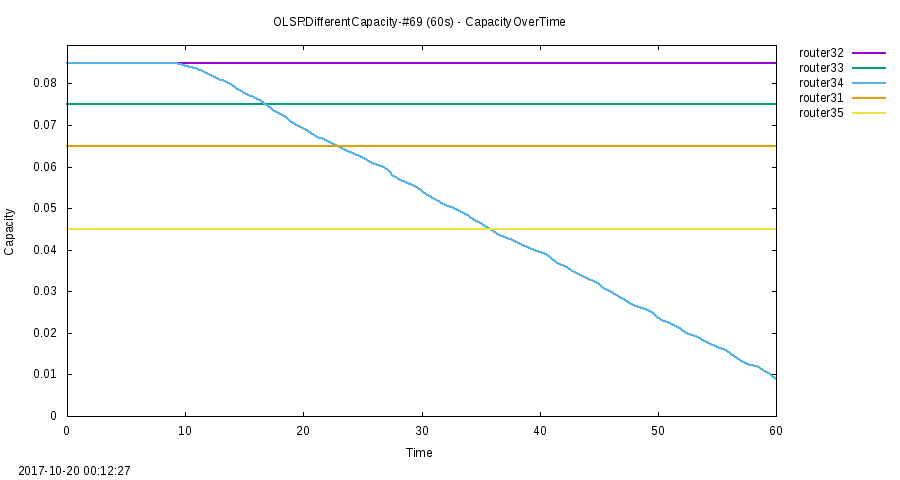 OLSRDifferentCapacity-#69 (60s) - CapacityOverTime
router32
router33
router34
router31
router35
Capacity
0.08
0.07
0.06
0.05
0.04
0.03
0.02
0.01
0
0 10 20 30 40 50 60
Time
2017-10-20 00:12:27